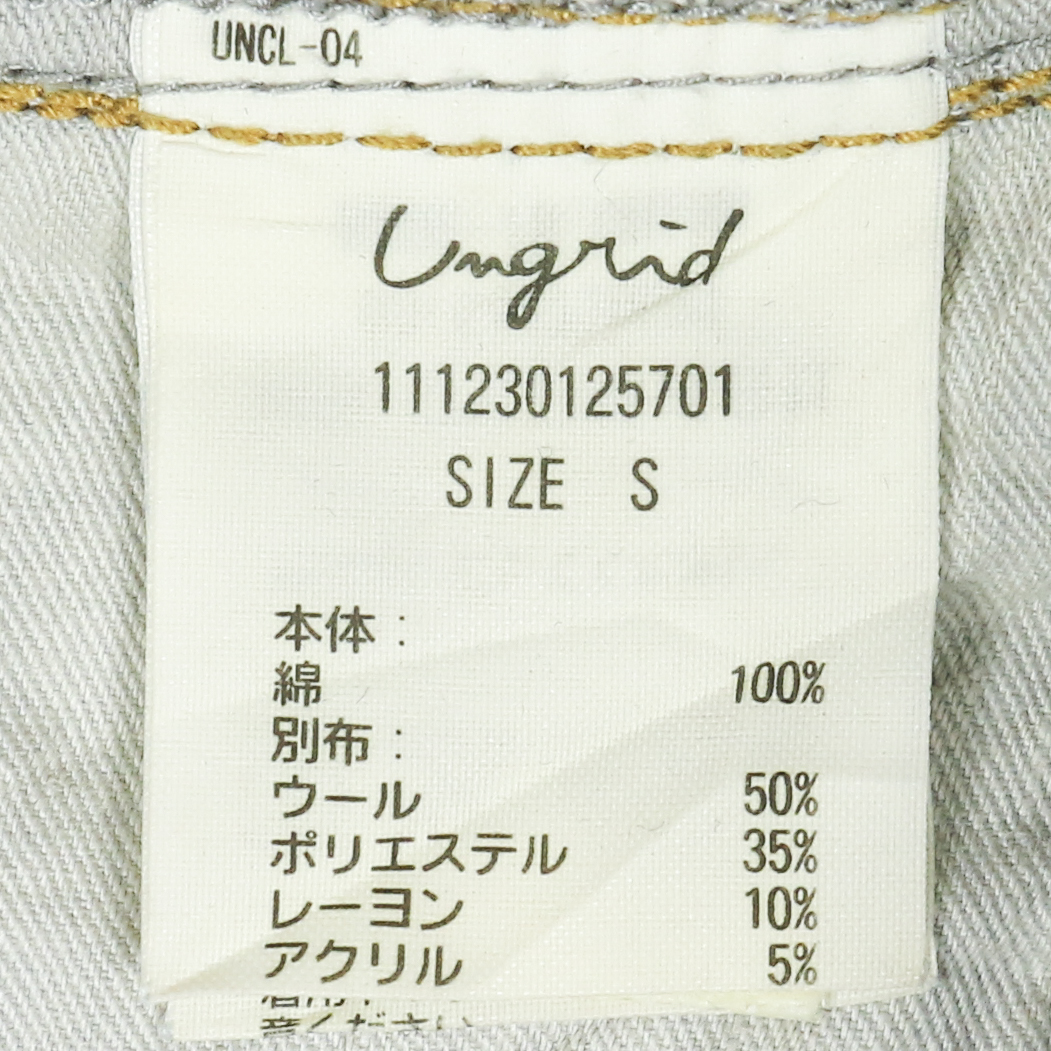 UNCL-04
Ungrid
111230125701
SIZE S
本体:
綿 100%
別布:
ウール 50%
ポリエステル 35%
レーヨン 10%
アクリル 5%